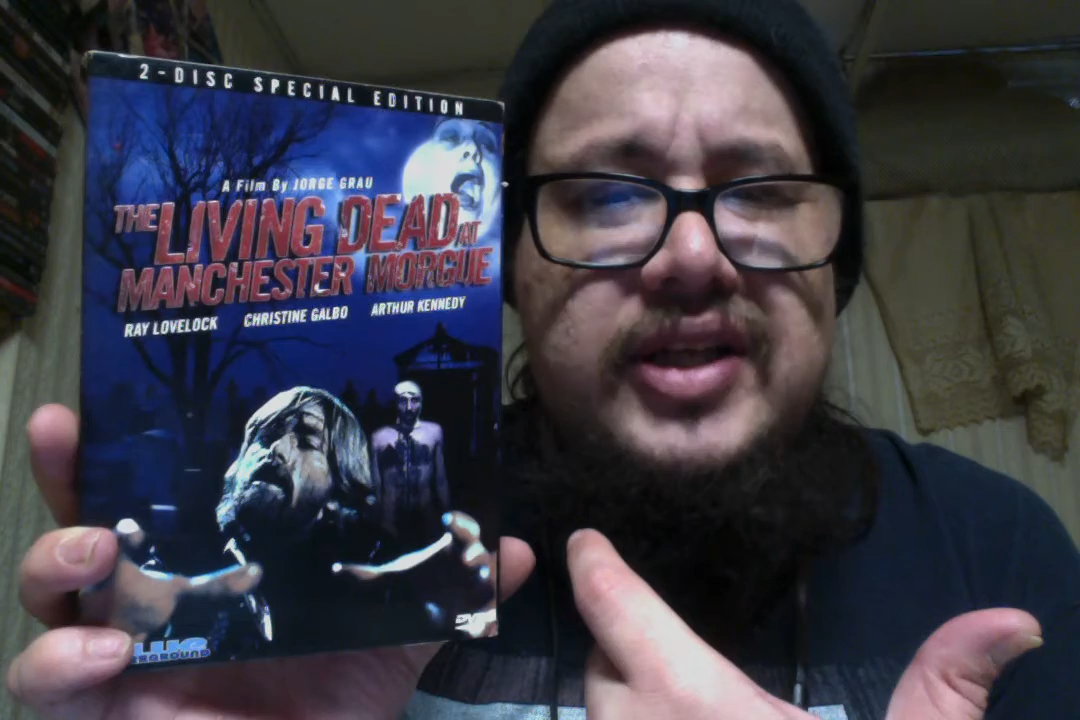 2-DISC SPECIAL EDITION
A Film By JORGE GRAU
THE LIVING DEAD AT
MANCHESTER MORGUE
RAY LOVELOCK CHRISTINE GALBO ARTHUR KENNEDY
DVD